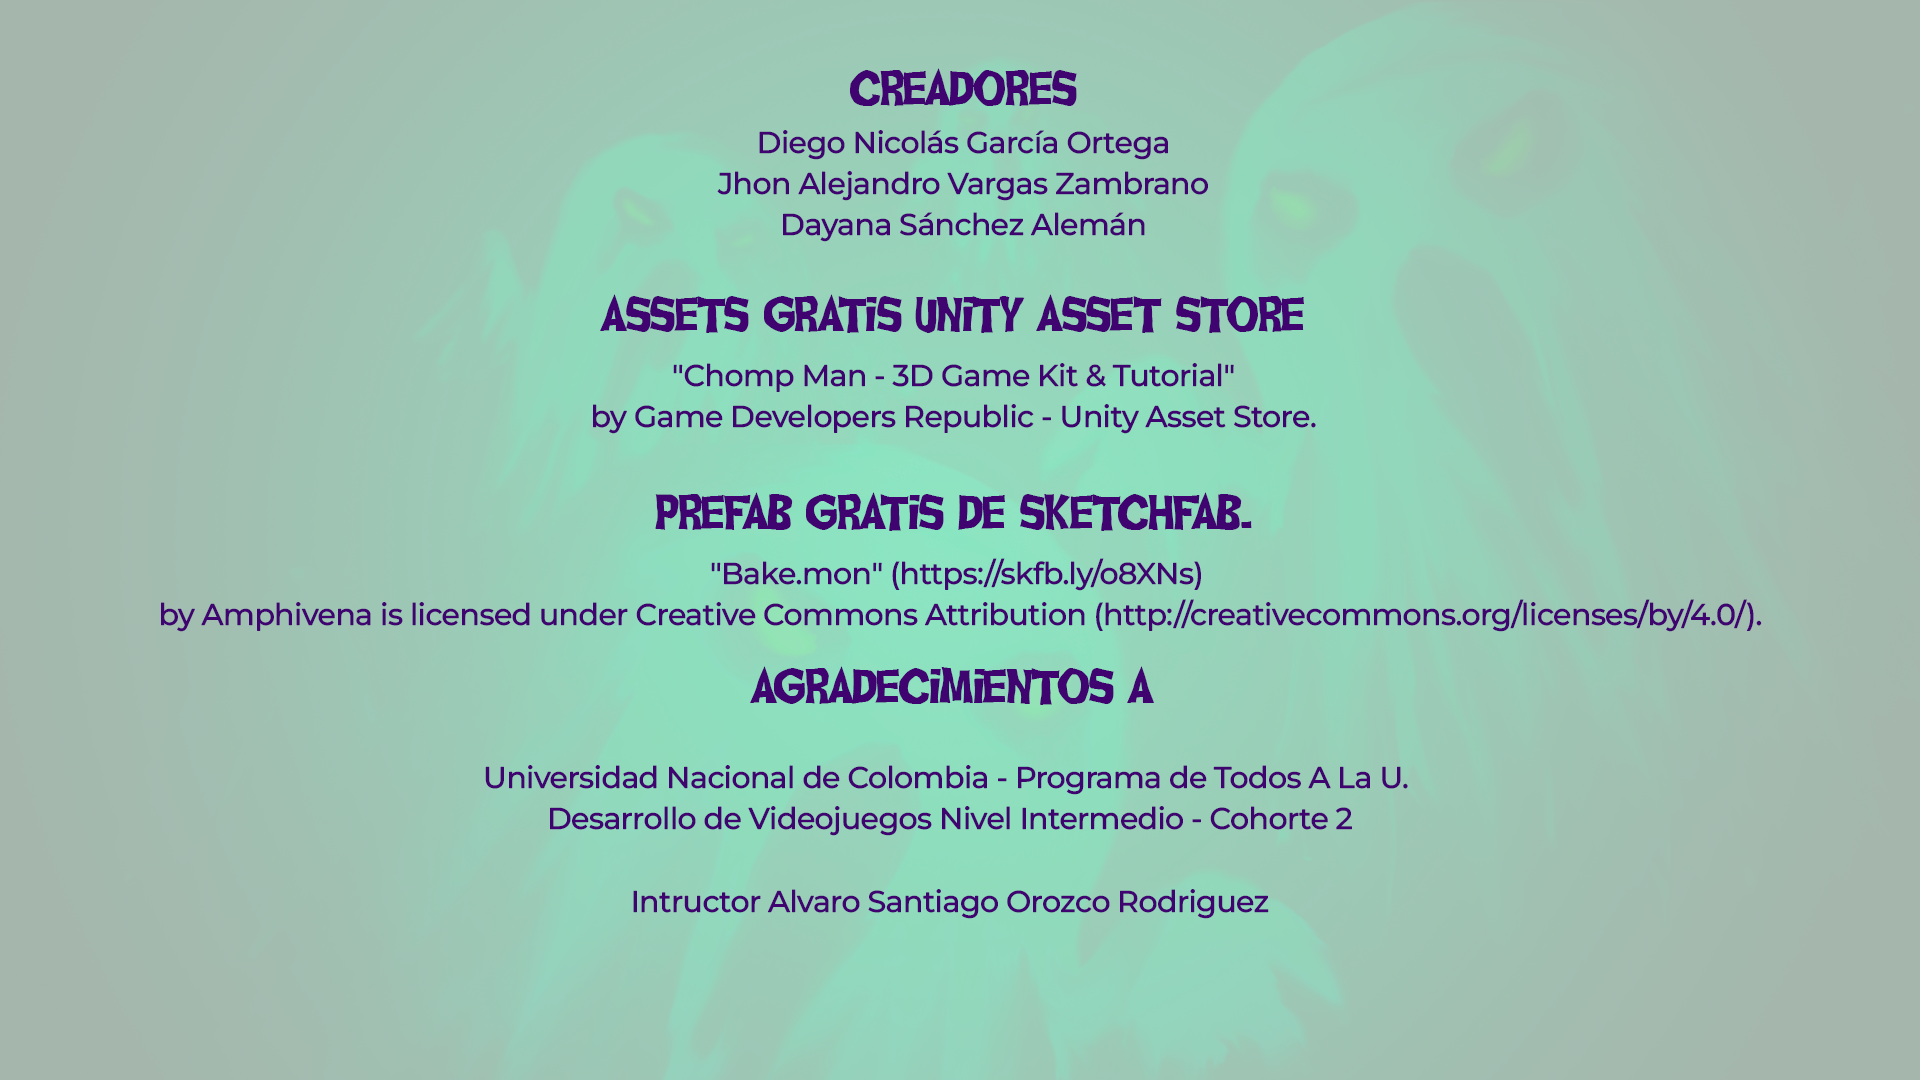 CREADORES
Diego Nicolás García Ortega
Jhon Alejandro Vargas Zambrano
Dayana Sánchez Alemán
ASSETS GRATiS UNiTY ASSET STORE
"Chomp Man - 3D Game Kit & Tutorial"
by Game Developers Republic - Unity Asset Store.
PREFAB GRATiS DE SKETCHFAB.
"Bake.mon" (https://skfb.ly/o8XNs)
by Amphivena is licensed under Creative Commons Attribution (http://creativecommons.org/licenses/by/4.0/).
AGRADECiMiENTOS A
Universidad Nacional de Colombia - Programa de Todos A La U.
Desarrollo de Videojuegos Nivel Intermedio - Cohorte 2
Intructor Alvaro Santiago Orozco Rodriguez